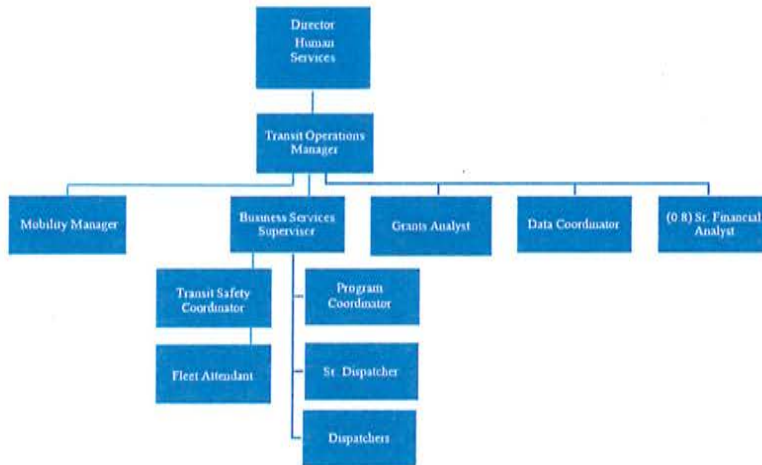 Director
Human
Services
Transit Operations
Manager
Mobility Manager
Business Services
Supervisor
Grants Analyst
Data Coordinator
(0.8) Sr. Financial
Analyst
Transit Safety
Coordinator
Program
Coordinator
Fleet Attendant
Sr. Dispatcher
Dispatchers